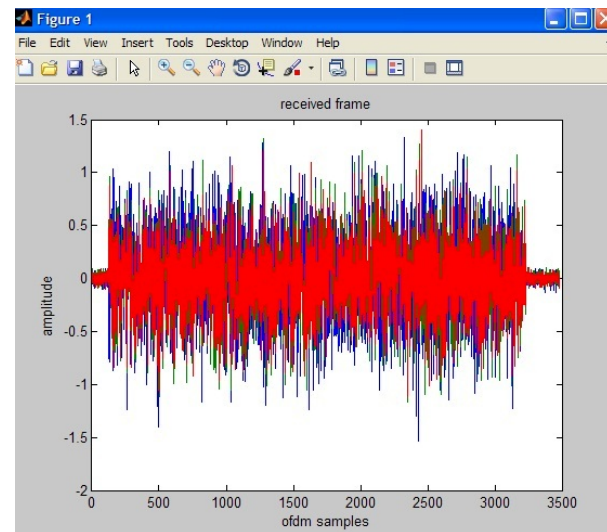 Figure 1
File Edit View Insert Tools Desktop Window Help
received frame
1.5
1
0.5
0
-0.5
-1
-1.5
-2
amplitude
0 500 1000 1500 2000 2500 3000 3500
ofdm samples